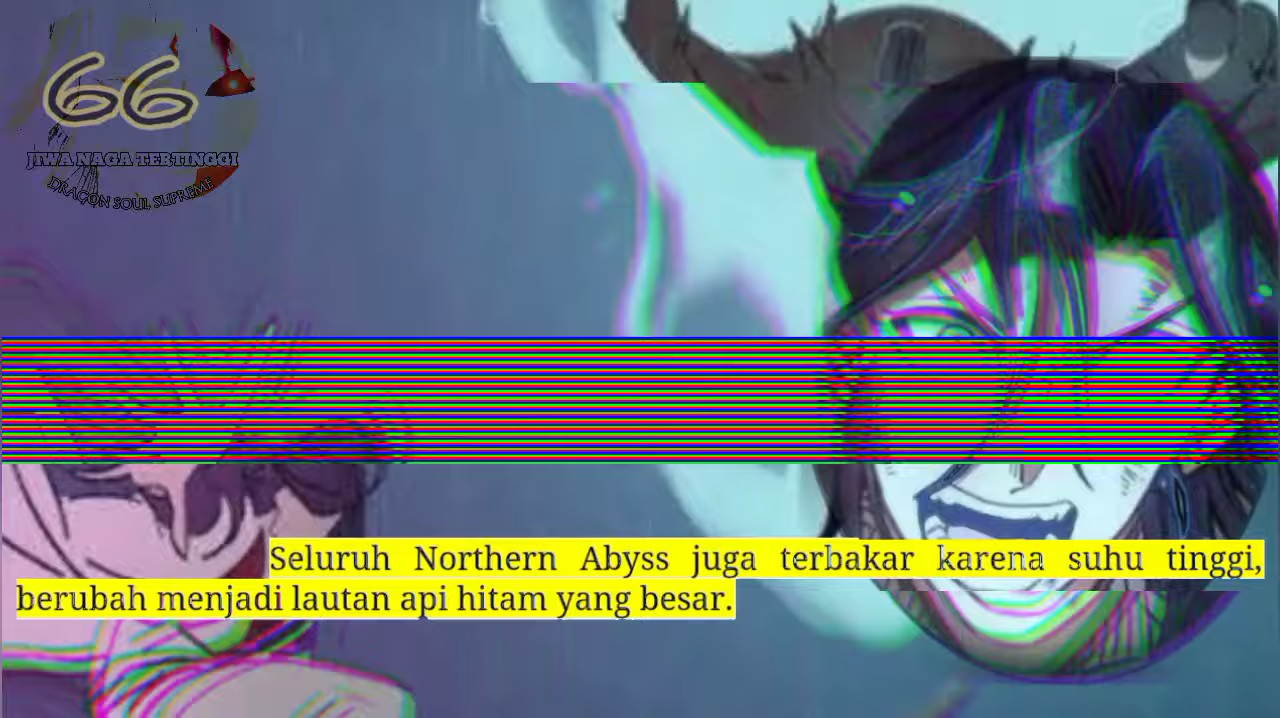 66
JIWA NAGA TERTINGGI
DRAGON SOUL SUPREME
Seluruh Northern Abyss juga terbakar karena suhu tinggi,
berubah menjadi lautan api hitam yang besar.